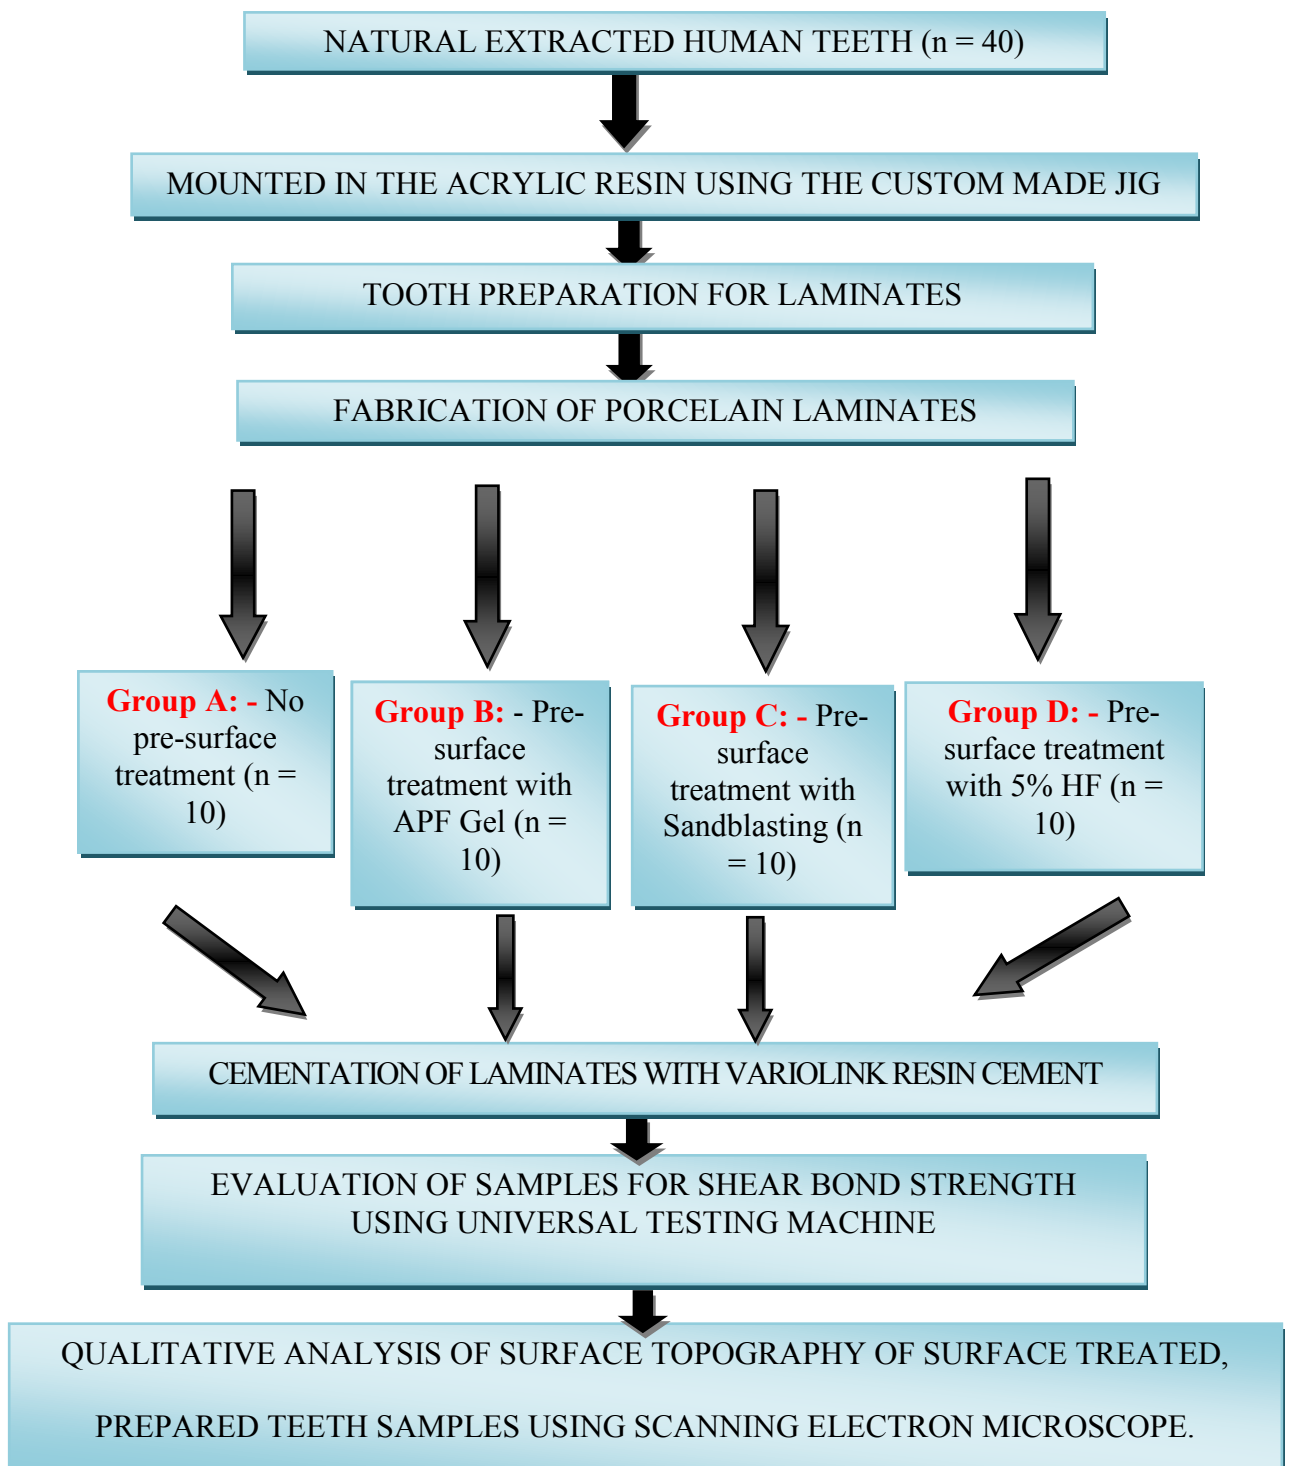 NATURAL EXTRACTED HUMAN TEETH (n = 40)
MOUNTED IN THE ACRYLIC RESIN USING THE CUSTOM MADE JIG
TOOTH PREPARATION FOR LAMINATES
FABRICATION OF PORCELAIN LAMINATES
Group A: - No
pre-surface
treatment (n =
10)
Group B: - Pre-
surface
treatment with
APF Gel (n =
10)
Group C: - Pre-
surface
treatment with
Sandblasting (n
= 10)
Group D: - Pre-
surface treatment
with 5% HF (n =
10)
CEMENTATION OF LAMINATES WITH VARIOLINK RESIN CEMENT
EVALUATION OF SAMPLES FOR SHEAR BOND STRENGTH
USING UNIVERSAL TESTING MACHINE
QUALITATIVE ANALYSIS OF SURFACE TOPOGRAPHY OF SURFACE TREATED,
PREPARED TEETH SAMPLES USING SCANNING ELECTRON MICROSCOPE.